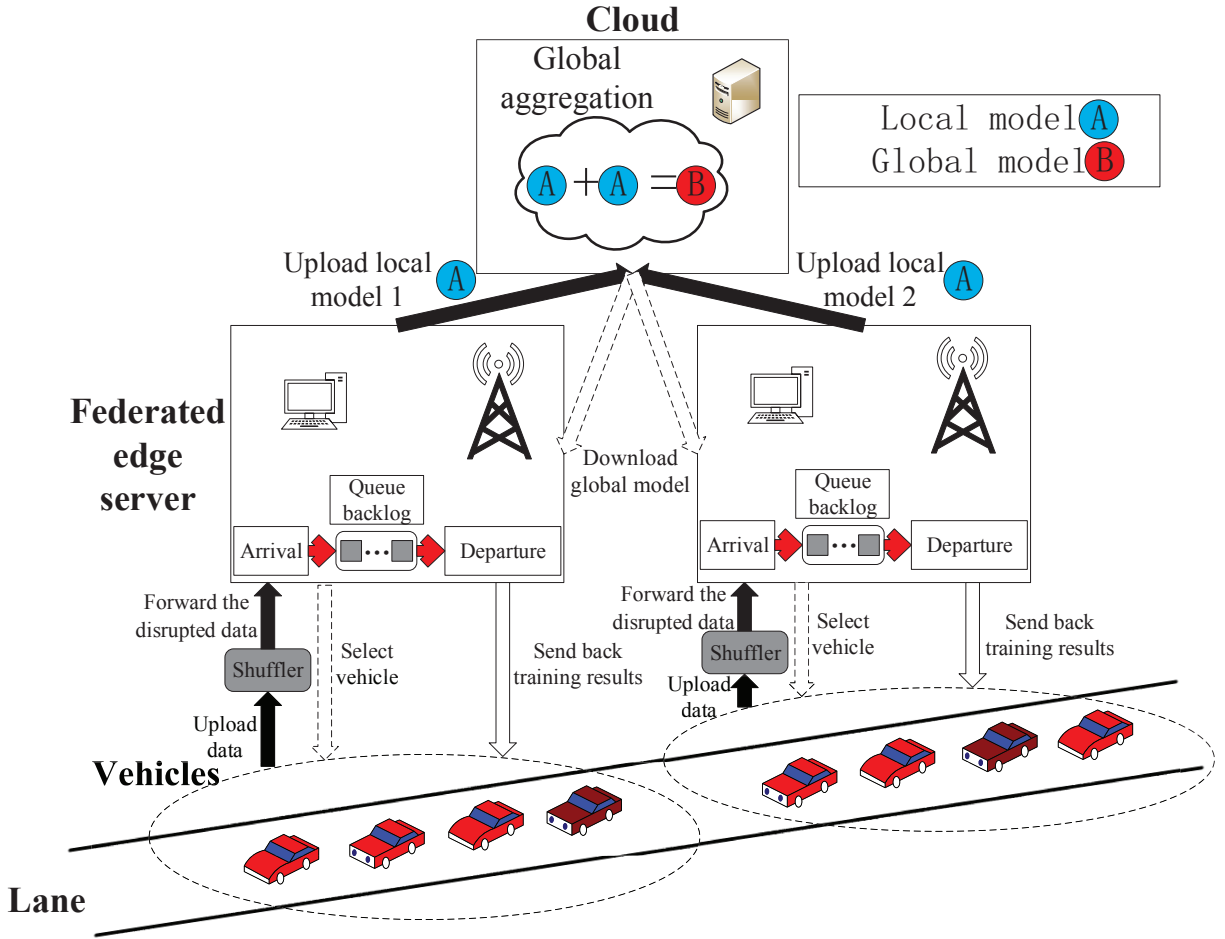 Cloud
Global
aggregation
A + A = B
Local model A
Global model B
Upload local A
model 1
Upload local
model 2 A
Federated
edge
server
Download
global model
Queue
backlog
Arrival
Departure
Queue
backlog
Arrival
Departure
Forward the
disrupted data
Shuffler
Upload
data
Select
vehicle
Send back
training results
Forward the
disrupted data
Shuffler
Upload
data
Select
vehicle
Send back
training results
Vehicles
Lane